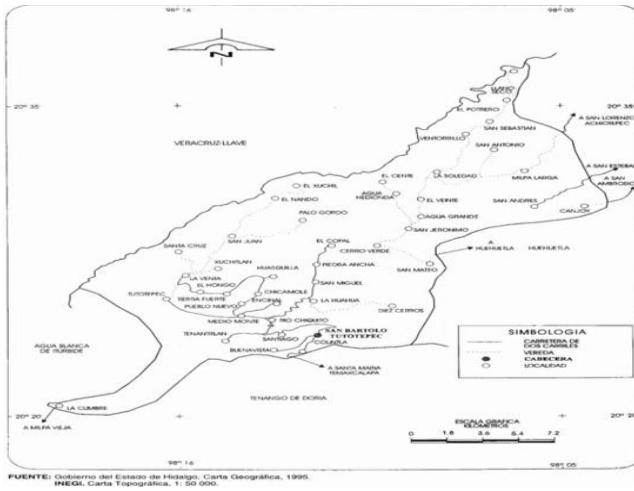 98° 16
98° 05
N
20° 35
20° 35
LLANO SECO
EL POTRERO
A SAN LORENZO ACHIOTEPEC
SAN SEBASTIAN
VENTORRILLO
VERACRUZ-LLAVE
SAN ANTONIO
A SAN ESTEBAN
LA SOLEDAD
MILPA LARGA
A SAN AMBROSIO
EL CENTE
EL XUCHIL
AGUA HEDIONDA
EL NANDO
EL VEINTE
SAN ANDRES
CANJOY
PALO GORDO
AGUA GRANDE
SAN JUAN
SAN JERONIMO
SANTA CRUZ
EL COPAL
CERRO VERDE
A HUEHUETLA
HUEHUETLA
XUCHITLAN
HUASQUILLA
PIEDRA ANCHA
SAN MATEO
LA VENTA
EL HONGO
SAN MIGUEL
TUTOTEPEC
TIERRA FUERTE
CHICAMOLE
PUEBLO NUEVO
ENCINAL
LA HUAHUA
DIEZ CERROS
MEDIO MONTE
RIO CHIQUITO
TENANTITLAN
SANTIAGO
SAN BARTOLO TUTOTEPEC
AGUA BLANCA DE ITURBIDE
BUENAVISTA
COUNTLA
A SANTA MARIA TEMAXCALAPA
SIMBOLOGIA
CARRETERA DE DOS CARRILES
VEREDA
CABECERA
LOCALIDAD
TENANGO DE DORIA
LA CUMBRE
20° 20
A MILPA VIEJA
ESCALA GRAFICA
KILOMETROS
0 1.8 3.6 5.4 7.2
98° 16
98° 05
FUENTE: Gobierno del Estado de Hidalgo. Carta Geográfica, 1995.
INEGI. Carta Topográfica, 1: 50 000.